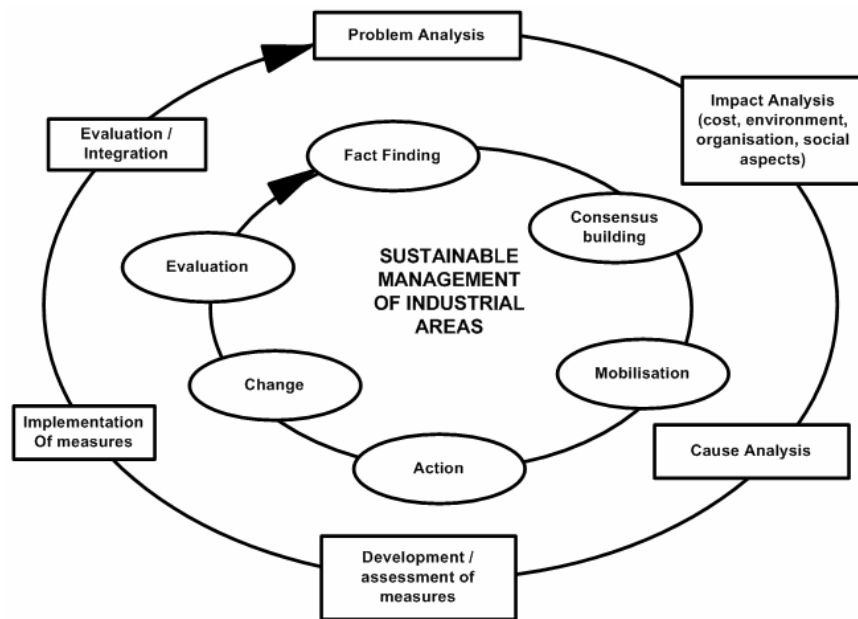 Problem Analysis
Impact Analysis
(cost, environment,
organisation, social
aspects)
Evaluation /
Integration
Fact Finding
Consensus
building
SUSTAINABLE
MANAGEMENT
OF INDUSTRIAL
AREAS
Evaluation
Change
Mobilisation
Implementation
Of measures
Cause Analysis
Action
Development /
assessment of
measures